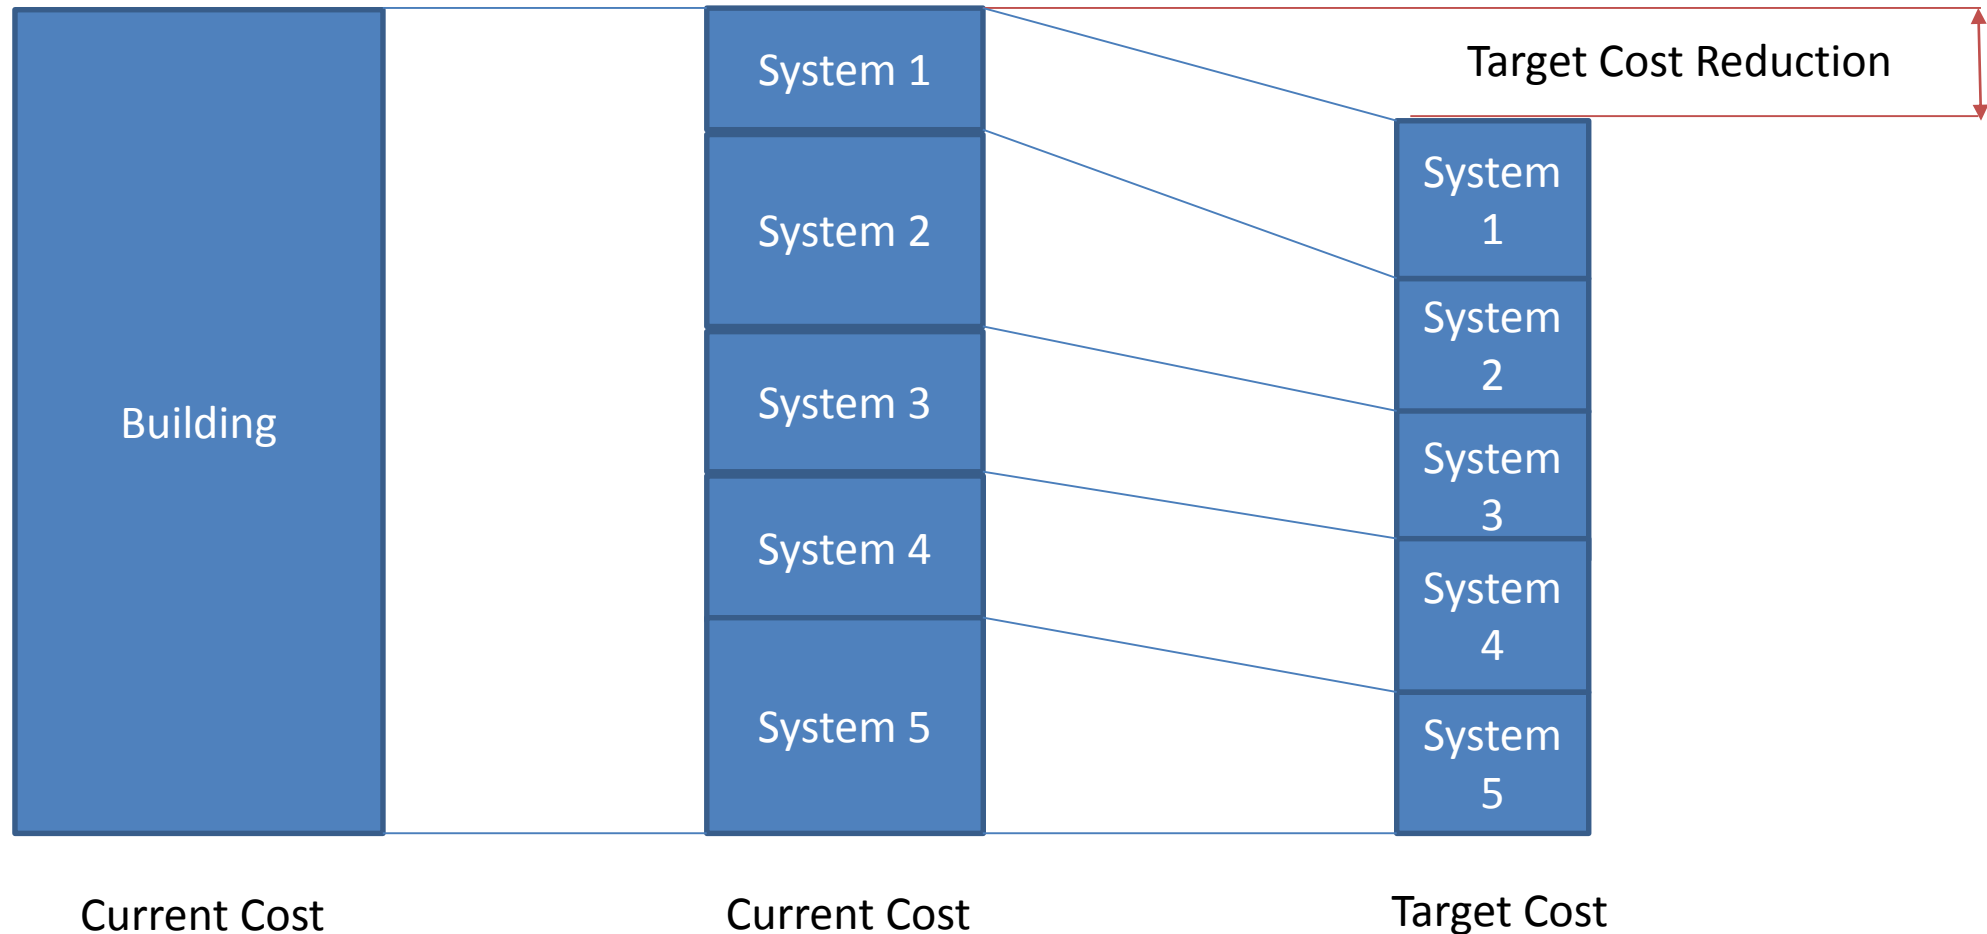 Building
Current Cost
System 1
System 2
System 3
System 4
System 5
Current Cost
Target Cost Reduction
System
1
System
2
System
3
System
4
System
5
Target Cost